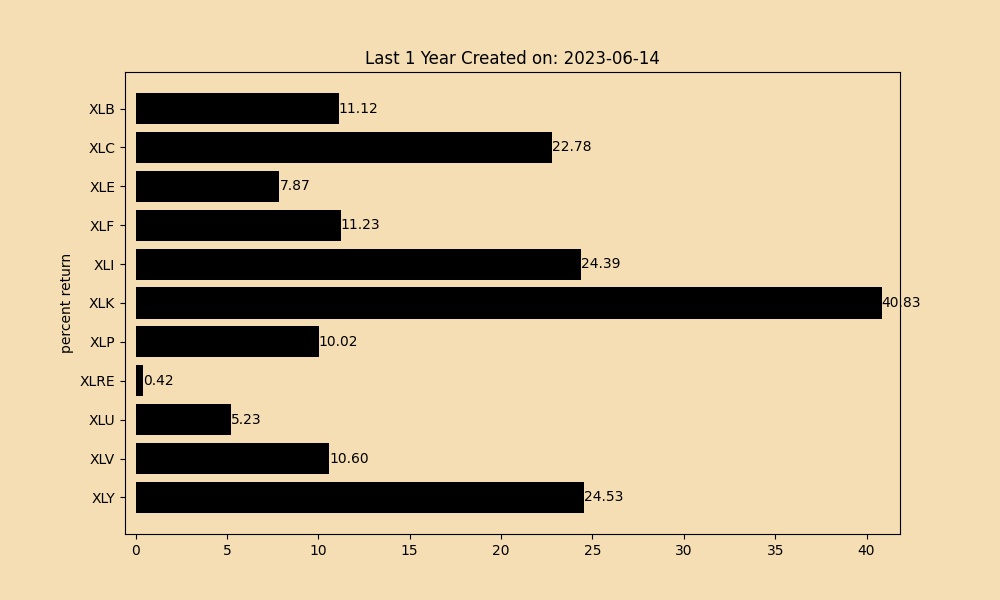 Last 1 Year Created on: 2023-06-14
percent return
XLB 11.12
XLC 22.78
XLE 7.87
XLF 11.23
XLI 24.39
XLK 40.83
XLP 10.02
XLRE 0.42
XLU 5.23
XLV 10.60
XLY 24.53
0 5 10 15 20 25 30 35 40